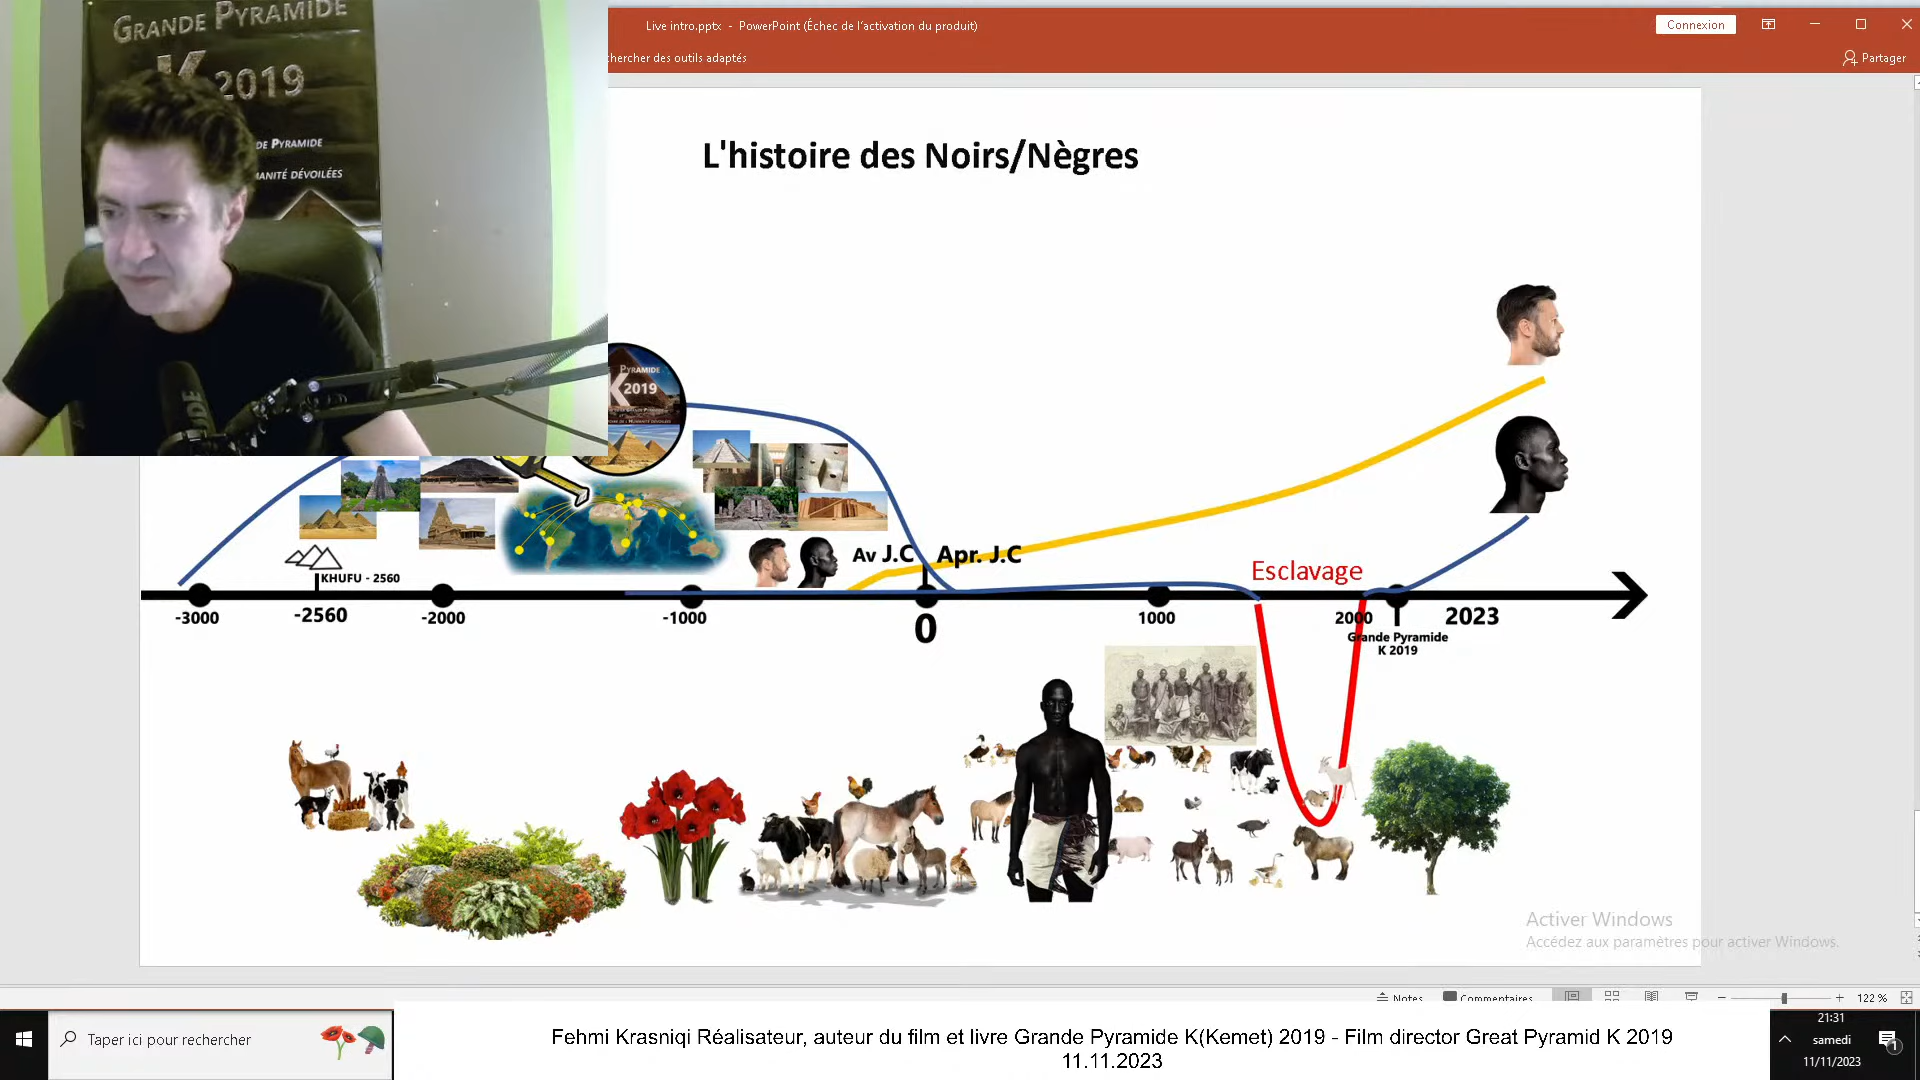 GRANDE PYRAMIDE
K 2019
DE PYRAMIDE
MANITÉ DÉVOILÉES
Live intro.pptx - PowerPoint (Échec de l'activation du produit)
Connexion
hercher des outils adaptés
Partager
L'histoire des Noirs/Nègres
PYRAMIDE
K 2019
Av J.C
Apr. J.C
KHUFU - 2560
Esclavage
-3000
-2560
-2000
-1000
0
1000
2000
2023
Grande Pyramide
K 2019
Activer Windows
Accédez aux paramètres pour activer Windows.
Notes
Commentaires
122 %
Taper ici pour rechercher
Fehmi Krasniqi Réalisateur, auteur du film et livre Grande Pyramide K(Kemet) 2019 - Film director Great Pyramid K 2019
11.11.2023
21:31
samedi
11/11/2023
1